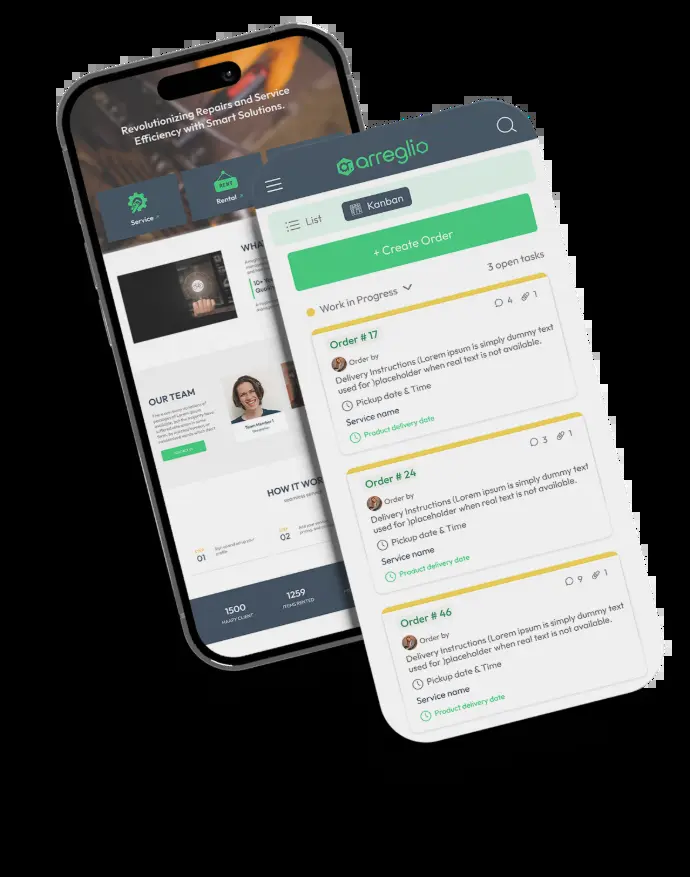 Revolutionizing Repairs and Service
Efficiency with Smart Solutions.
Service
RENT
Rental
WHA
10+ Ye
OUR TEAM
Team Member 1
HOW IT WOR
STEP
01
STEP
02
1500
HAPPY CLIENT
1259
ITEMS RENTED
arreglio
List
Kanban
+ Create Order
Work in Progress
3 open tasks
Order # 17
4
1
Order by
Delivery Instructions (Lorem ipsum is simply dummy text
used for )placeholder when real text is not available.
Pickup date & Time
Service name
Product delivery date
Order # 24
3
1
Order by
Delivery Instructions (Lorem ipsum is simply dummy text
used for )placeholder when real text is not available.
Pickup date & Time
Service name
Product delivery date
Order # 46
9
1
Order by
Delivery Instructions (Lorem ipsum is simply dummy text
used for )placeholder when real text is not available.
Pickup date & Time
Service name
Product delivery date